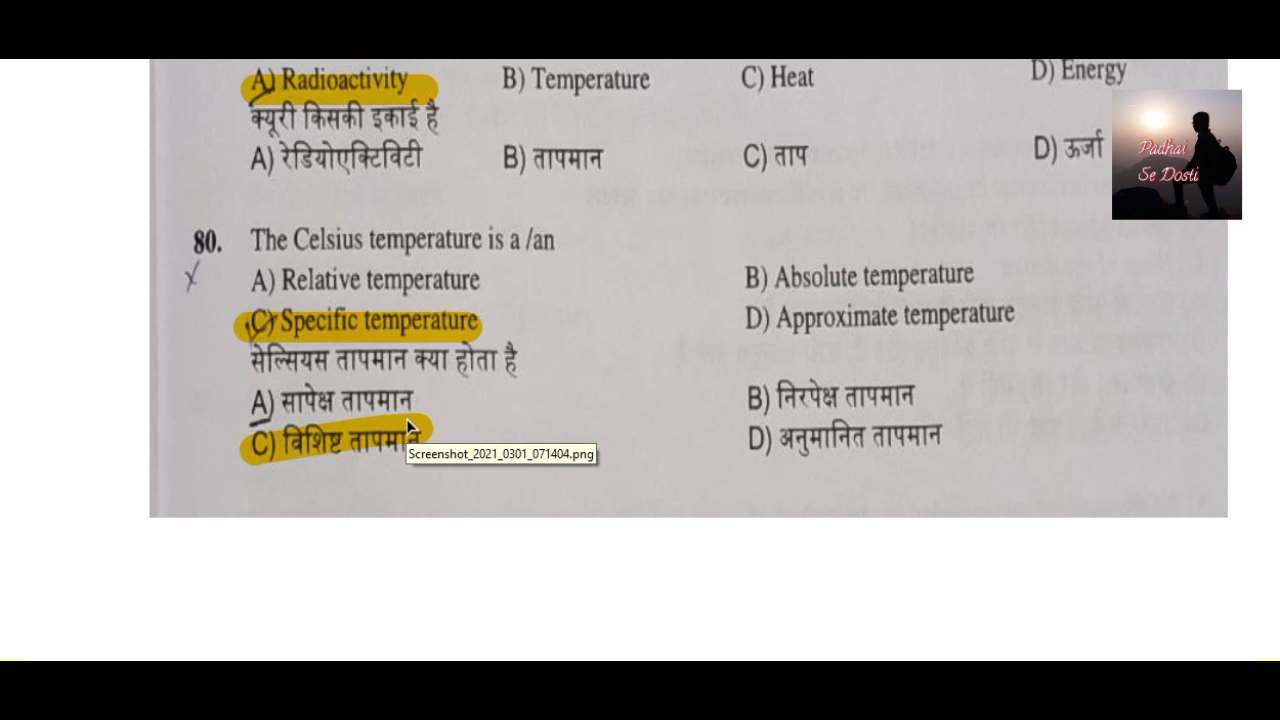 A) Radioactivity B) Temperature C) Heat D) Energy
क्यूरी किसकी इकाई है
A) रेडियोएक्टिविटी B) तापमान C) ताप D) ऊर्जा
Padhai
Se Dosti
80. The Celsius temperature is a /an
A) Relative temperature B) Absolute temperature
C) Specific temperature D) Approximate temperature
सेल्सियस तापमान क्या होता है
A) सापेक्ष तापमान B) निरपेक्ष तापमान
C) विशिष्ट तापमान D) अनुमानित तापमान
Screenshot_2021_0301_071404.png